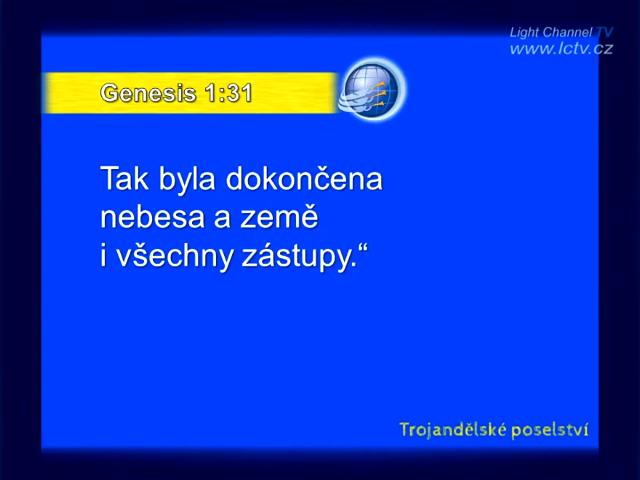 Light Channel TV
www.lctv.cz
Genesis 1:31
Tak byla dokončena
nebesa a země
i všechny zástupy.“
Trojandělské poselství